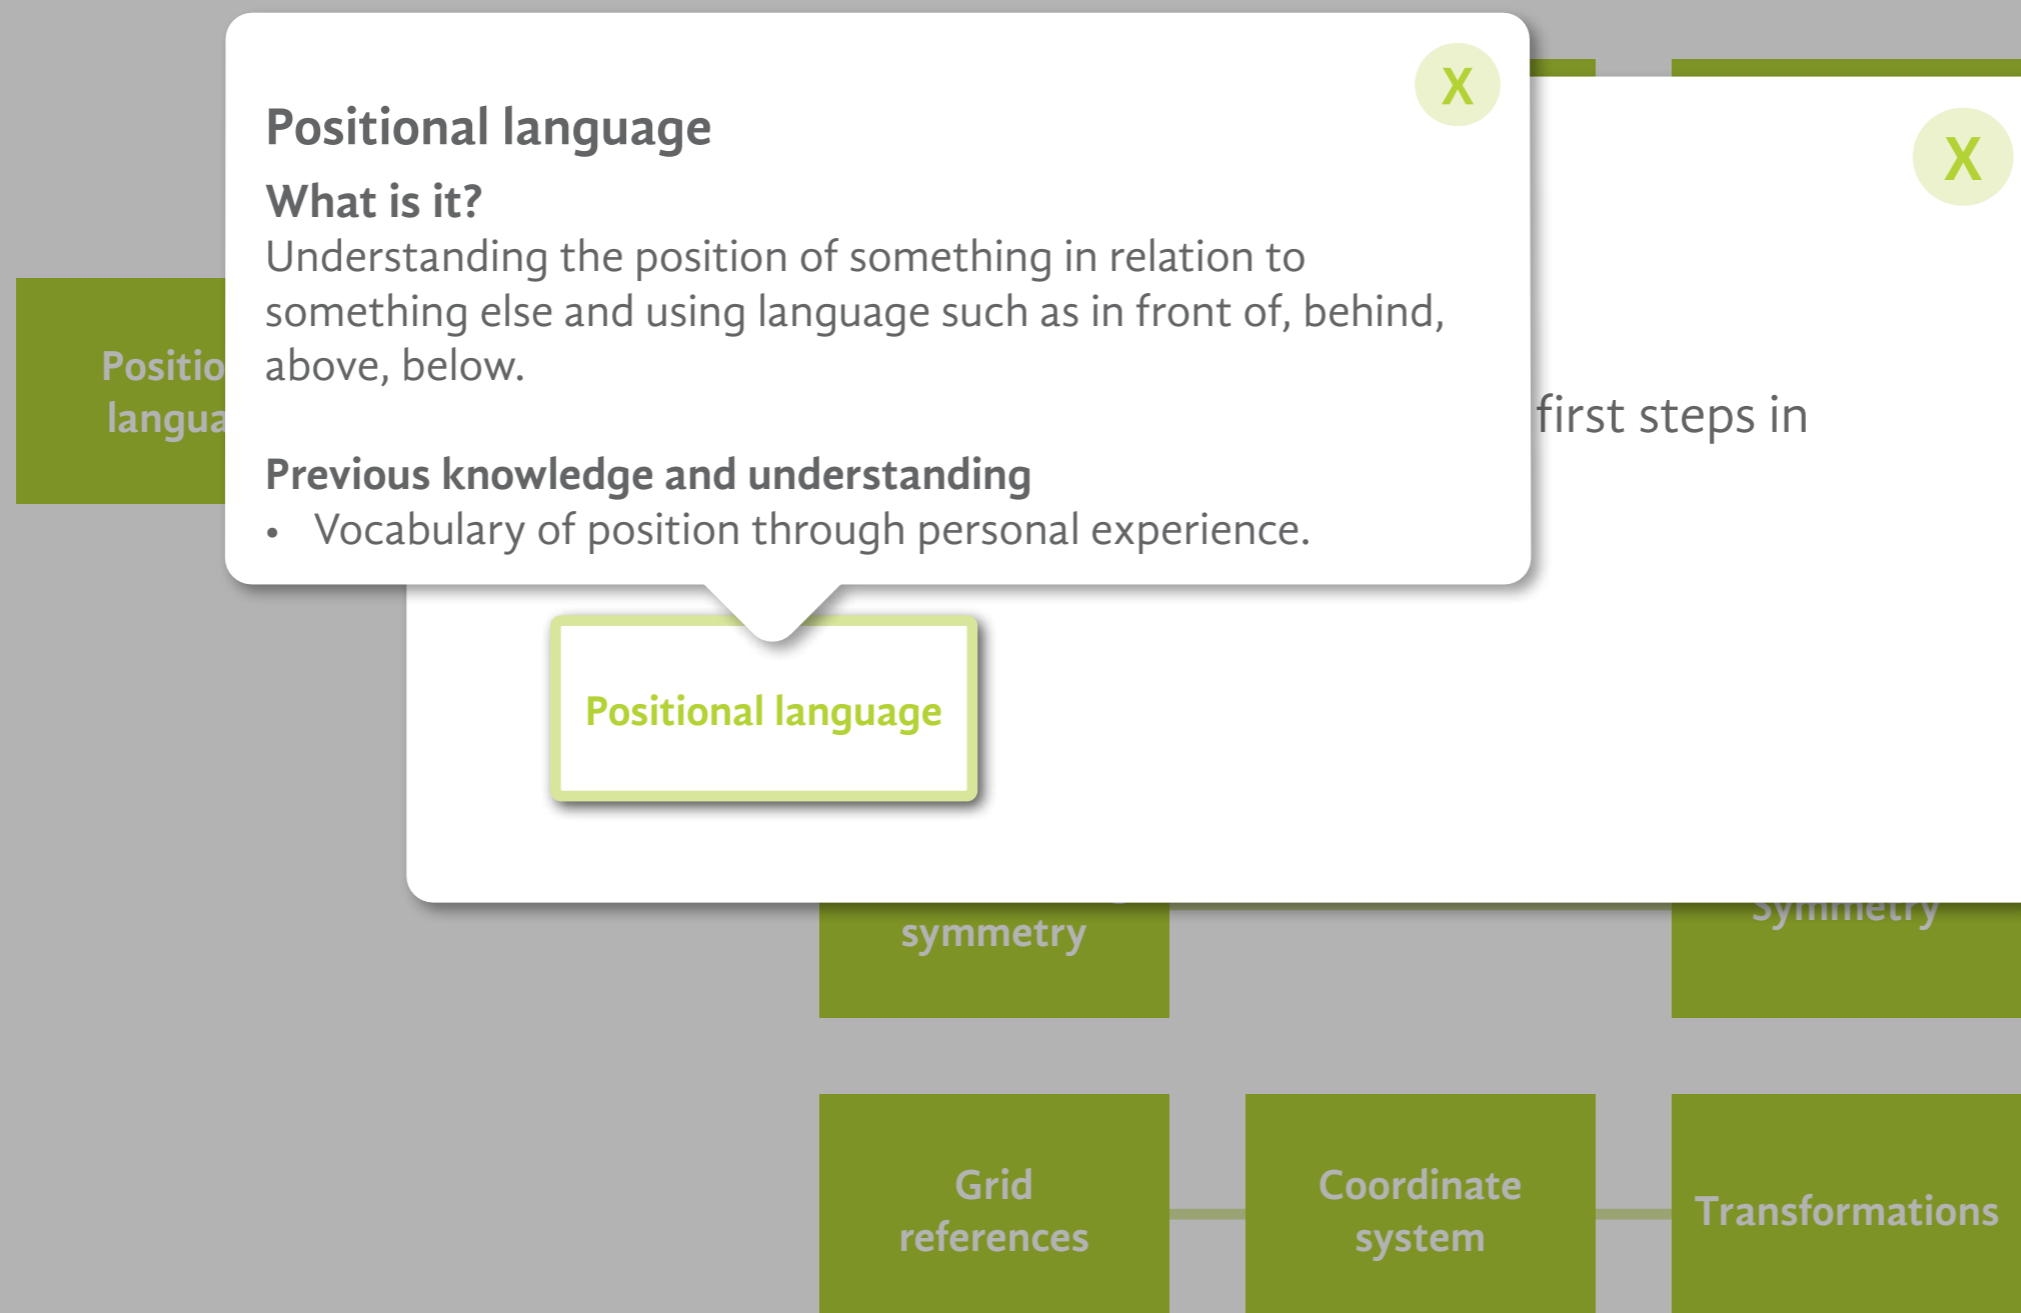 X
Positional language
X
What is it?
Understanding the position of something in relation to
something else and using language such as in front of, behind,
above, below.
Positio
langua
first steps in
Previous knowledge and understanding
• Vocabulary of position through personal experience.
Positional language
symmetry
Symmetry
Grid
references
Coordinate
system
Transformations